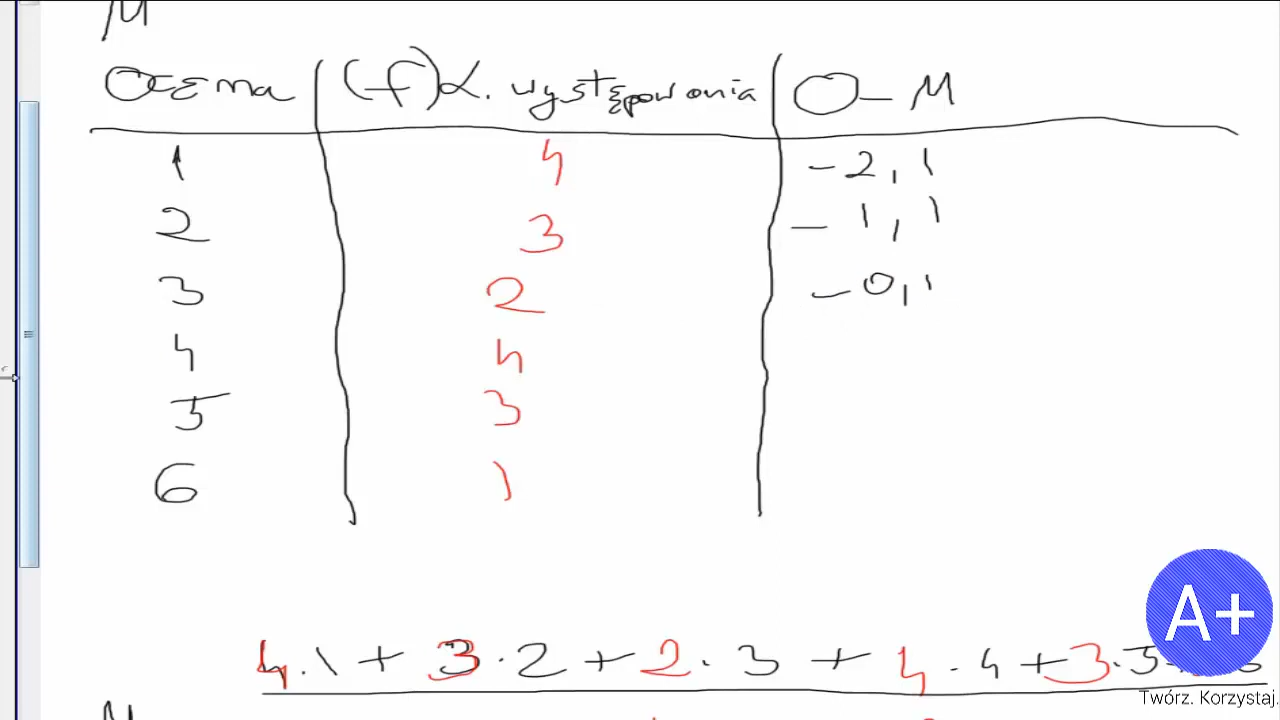 M
Ocena (f) L. występowania O - M
1 4 -2,1
2 3 -1,1
3 2 -0,1
4 4
5 3
6 1
4·1 + 3·2 + 2·3 + 4·4 + 3·5
A+
Twórz. Korzystaj.